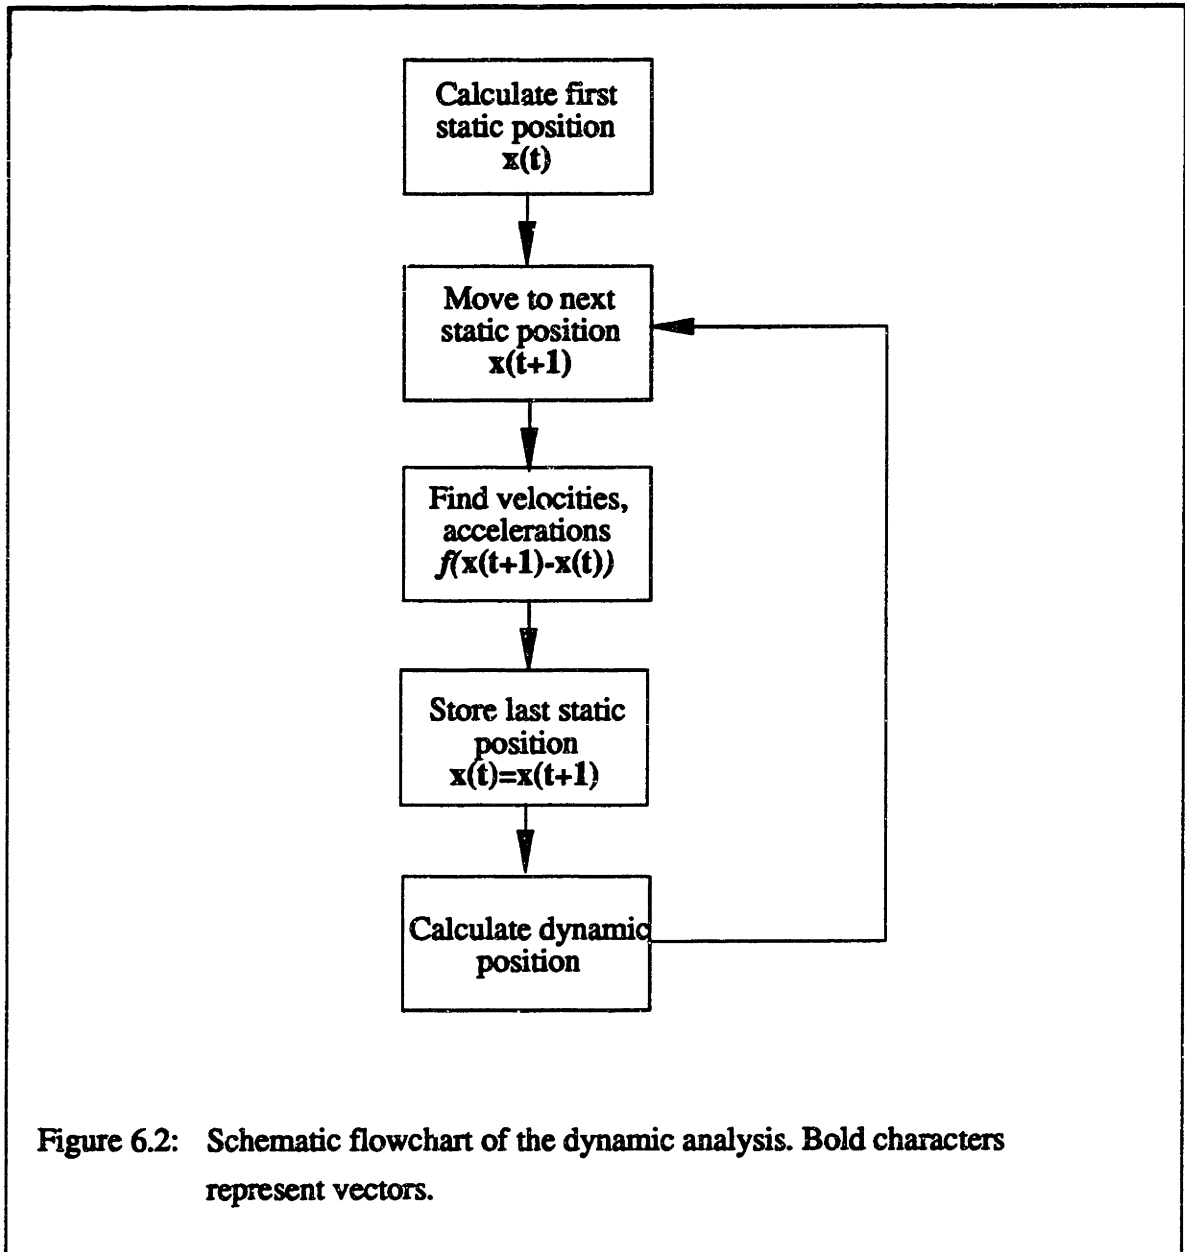 Calculate first
static position
x(t)
Move to next
static position
x(t+1)
Find velocities,
accelerations
f(x(t+1)-x(t))
Store last static
position
x(t)=x(t+1)
Calculate dynamic
position
Figure 6.2: Schematic flowchart of the dynamic analysis. Bold characters
represent vectors.